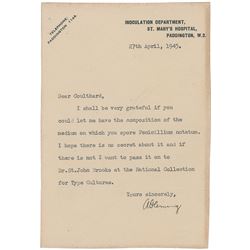 TELEPHONE:
PADDINGTON 1148.
INOCULATION DEPARTMENT,
ST. MARY'S HOSPITAL,
PADDINGTON, W.2.
27th April, 1943.
Dear Coulthard,
I shall be very grateful if you
could let me have the composition of the
medium on which you spore Penicillium notatum.
I hope there is no secret about it and if
there is not I want to pass it on to
Dr.St.John Brooks at the National Collection
for Type Cultures.
Yours sincerely,
AFleming